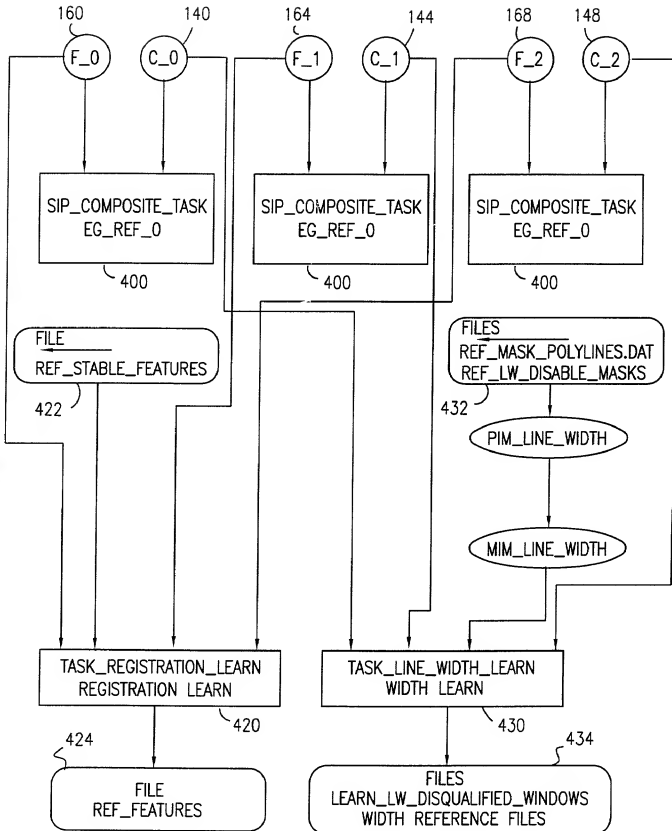 160
140
164
144
168
148
F_0
C_0
F_1
C_1
F_2
C_2
SIP_COMPOSITE_TASK
EG_REF_0
400
SIP_COMPOSITE_TASK
EG_REF_0
400
SIP_COMPOSITE_TASK
EG_REF_0
400
FILE
REF_STABLE_FEATURES
422
FILES
REF_MASK_POLYLINES.DAT
REF_LW_DISABLE_MASKS
432
PIM_LINE_WIDTH
MIM_LINE_WIDTH
TASK_REGISTRATION_LEARN
REGISTRATION LEARN
420
TASK_LINE_WIDTH_LEARN
WIDTH LEARN
430
424
FILE
REF_FEATURES
434
FILES
LEARN_LW_DISQUALIFIED_WINDOWS
WIDTH REFERENCE FILES